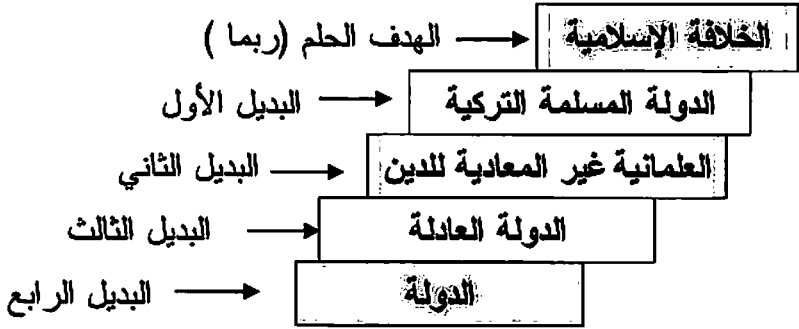 الخلافة الإسلامية ← الهدف الحلم (ربما )
الدولة المسلمة التركية ← البديل الأول
العلمانية غير المعادية للدين ← البديل الثاني
الدولة العادلة ← البديل الثالث
الدولة ← البديل الرابع